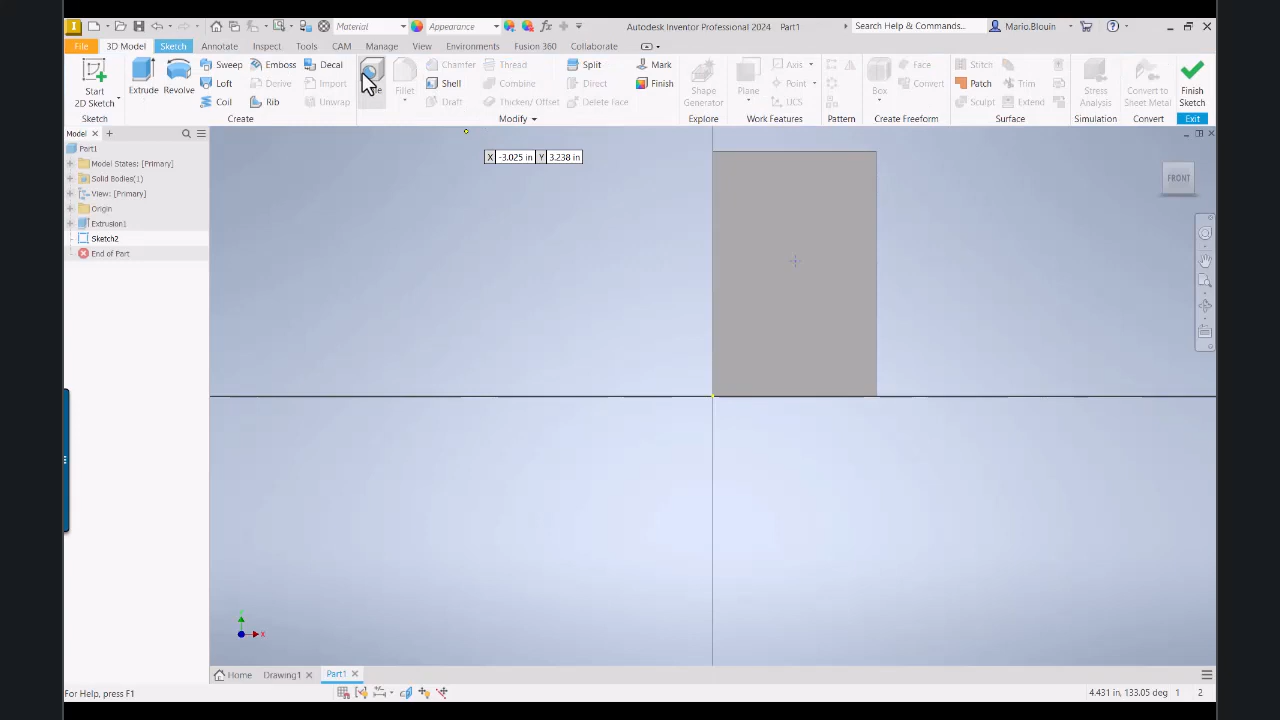 Material Appearance fx Autodesk Inventor Professional 2024 Part1 Search Help & Commands... Mario.Blouin
File 3D Model Sketch Annotate Inspect Tools CAM Manage View Environments Fusion 360 Collaborate
Start
2D Sketch
Extrude
Revolve
Sweep
Loft
Coil
Emboss
Derive
Rib
Decal
Import
Unwrap
Fillet
Chamfer
Shell
Draft
Thread
Combine
Thicken/ Offset
Split
Direct
Delete Face
Mark
Finish
Shape
Generator
Plane
Axis
Point
UCS
Box
Face
Convert
Stitch
Patch
Sculpt
Trim
Extend
Stress
Analysis
Convert to
Sheet Metal
Finish
Sketch
Sketch Create Modify Explore Work Features Pattern Create Freeform Surface Simulation Convert Exit
Model
Part1
Model States: [Primary]
Solid Bodies(1)
View: [Primary]
Origin
Extrusion1
Sketch2
End of Part
X -3.025 in Y 3.238 in
FRONT
X
Home Drawing1 Part1
For Help, press F1 4.431 in, 133.05 deg 1 2